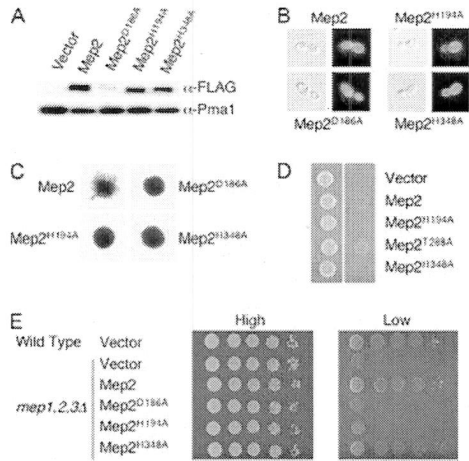 A
Vector
Mep2
Mep2D186A
Mep2H194A
Mep2H348A
α-FLAG
α-Pma1
B
Mep2
Mep2H194A
Mep2D186A
Mep2H348A
C
Mep2
Mep2D186A
Mep2H194A
Mep2H348A
D
Vector
Mep2
Mep2H194A
Mep2T288A
Mep2H348A
E
High
Low
Wild Type
Vector
mep1,2,3Δ
Vector
Mep2
Mep2D186A
Mep2H194A
Mep2H348A